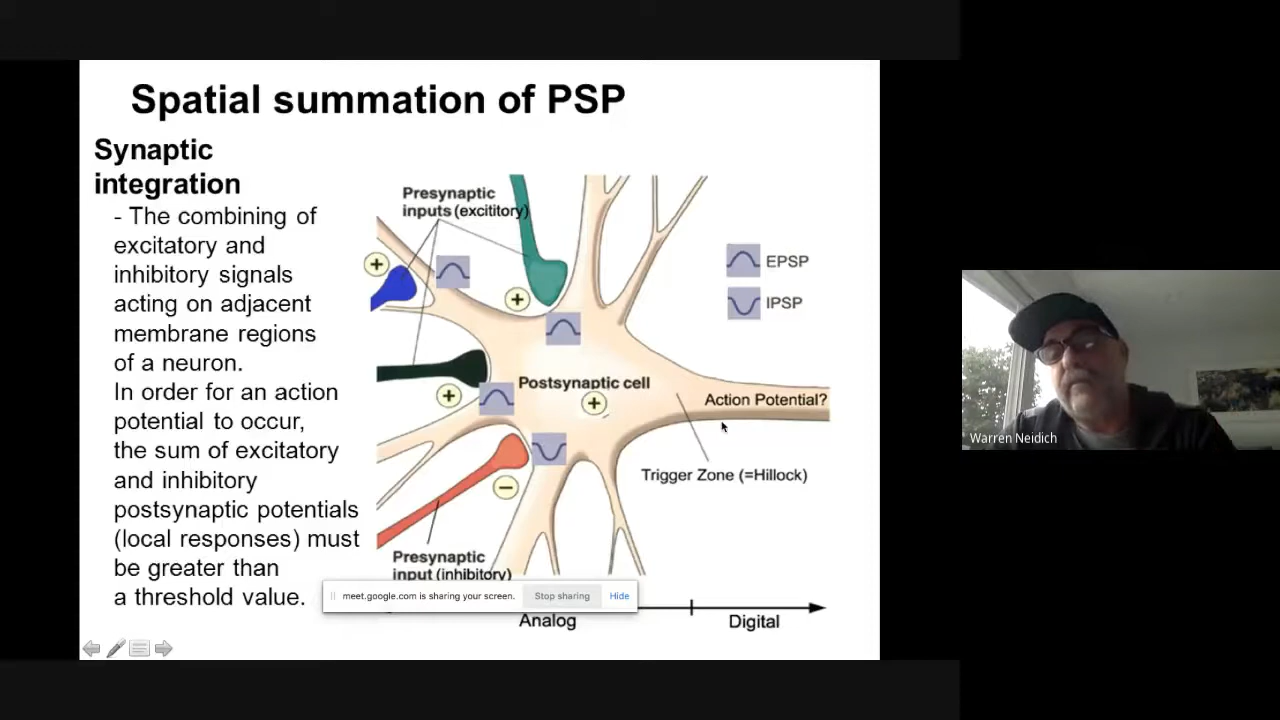 Spatial summation of PSP
Synaptic
integration
- The combining of
excitatory and
inhibitory signals
acting on adjacent
membrane regions
of a neuron.
In order for an action
potential to occur,
the sum of excitatory
and inhibitory
postsynaptic potentials
(local responses) must
be greater than
a threshold value.
Presynaptic
inputs (excititory)
+
+
+
−
EPSP
IPSP
Postsynaptic cell
+
Action Potential?
Trigger Zone (=Hillock)
Presynaptic
input (inhibitory)
meet.google.com is sharing your screen.
Stop sharing
Hide
Analog
Digital
Warren Neidich